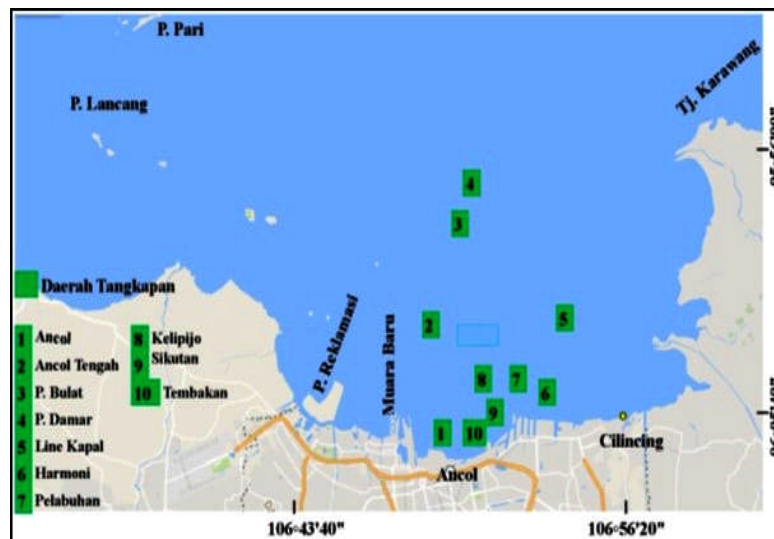 P. Pari
P. Lancang
Tj. Karawang
4
3
Daerah Tangkapan
1 Ancol
2 Ancol Tengah
3 P. Bulat
4 P. Damar
5 Line Kapal
6 Harmoni
7 Pelabuhan
8 Kelipijo
9 Sikutan
10 Tembakan
P. Reklamasi
Muara Baru
2
5
8
7
6
9
1
10
Cilincing
Ancol
106°43'40"
106°56'20"